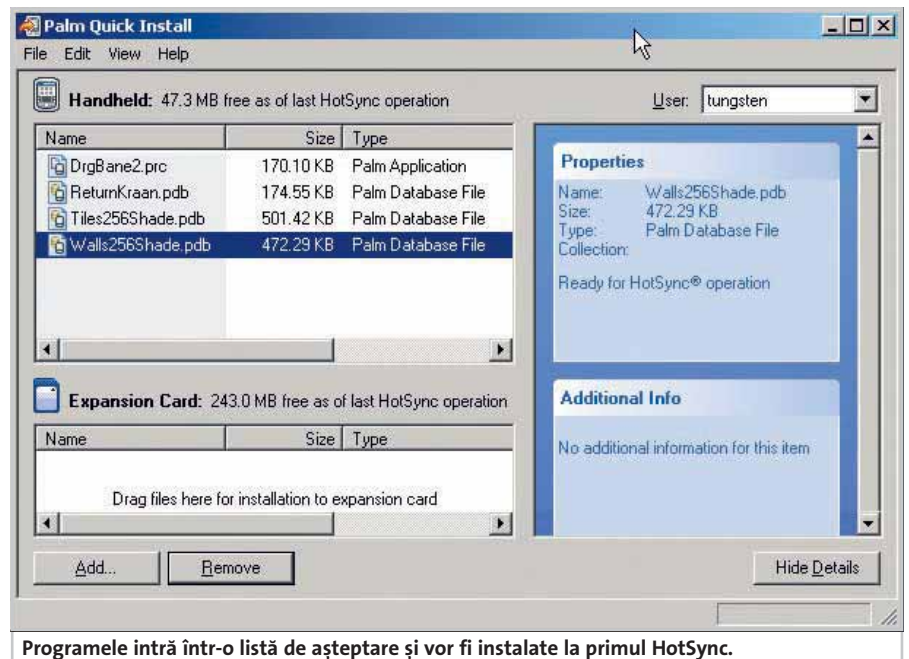 Palm Quick Install
File Edit View Help
Handheld: 47.3 MB free as of last HotSync operation
User: tungsten
Name Size Type
DrgBane2.prc 170.10 KB Palm Application
ReturnKraan.pdb 174.55 KB Palm Database File
Tiles256Shade.pdb 501.42 KB Palm Database File
Walls256Shade.pdb 472.29 KB Palm Database File
Properties
Name: Walls256Shade.pdb
Size: 472.29 KB
Type: Palm Database File
Collection:
Ready for HotSync® operation
Expansion Card: 243.0 MB free as of last HotSync operation
Name Size Type
Drag files here for installation to expansion card
Additional Info
No additional information for this item
Add... Remove Hide Details
Programele intră într-o listă de așteptare și vor fi instalate la primul HotSync.